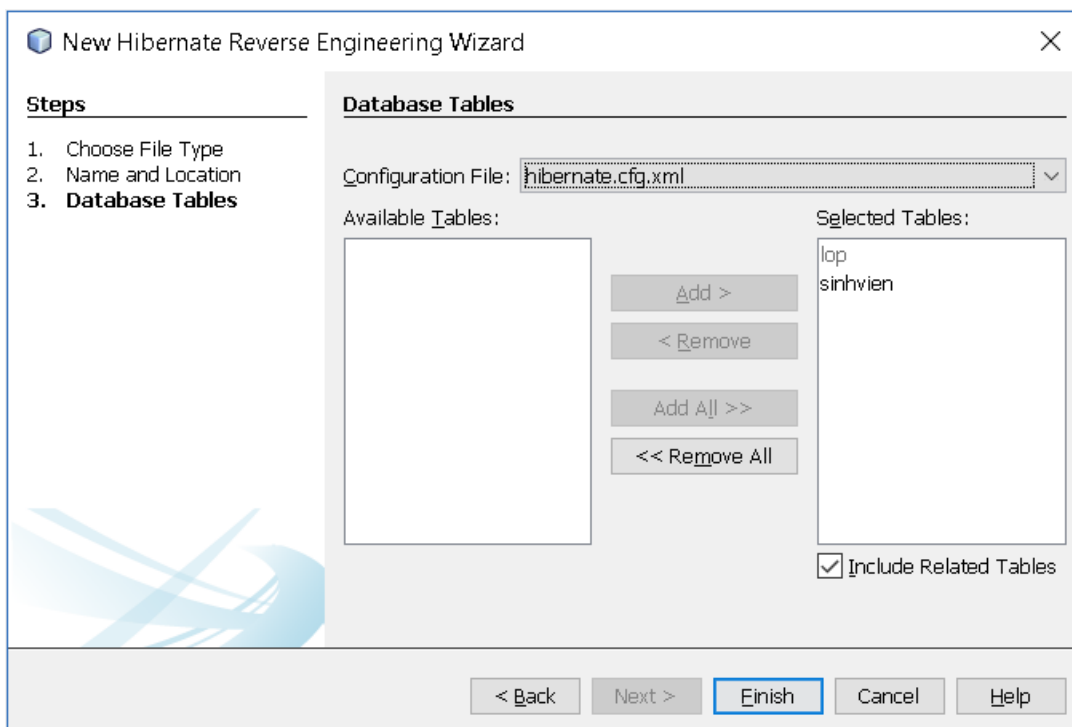 New Hibernate Reverse Engineering Wizard
Steps
1. Choose File Type
2. Name and Location
3. Database Tables
Database Tables
Configuration File: hibernate.cfg.xml
Available Tables:
Add >
< Remove
Add All >>
<< Remove All
Selected Tables:
lop
sinhvien
Include Related Tables
< Back Next > Finish Cancel Help